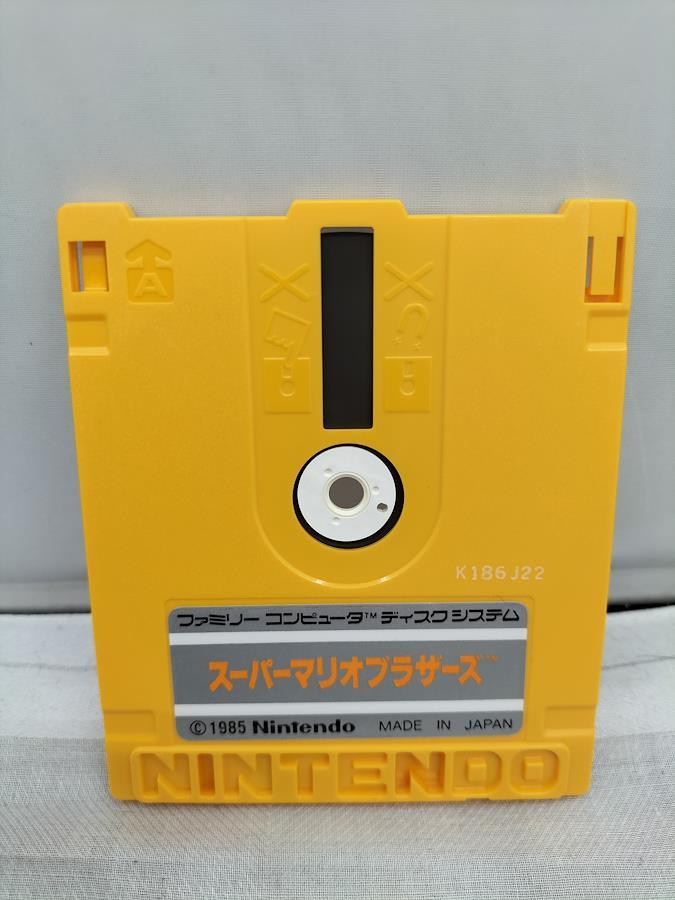 A
K186J22
ファミリー コンピュータ™ ディスクシステム
スーパーマリオブラザーズ™
©1985 Nintendo MADE IN JAPAN
NINTENDO